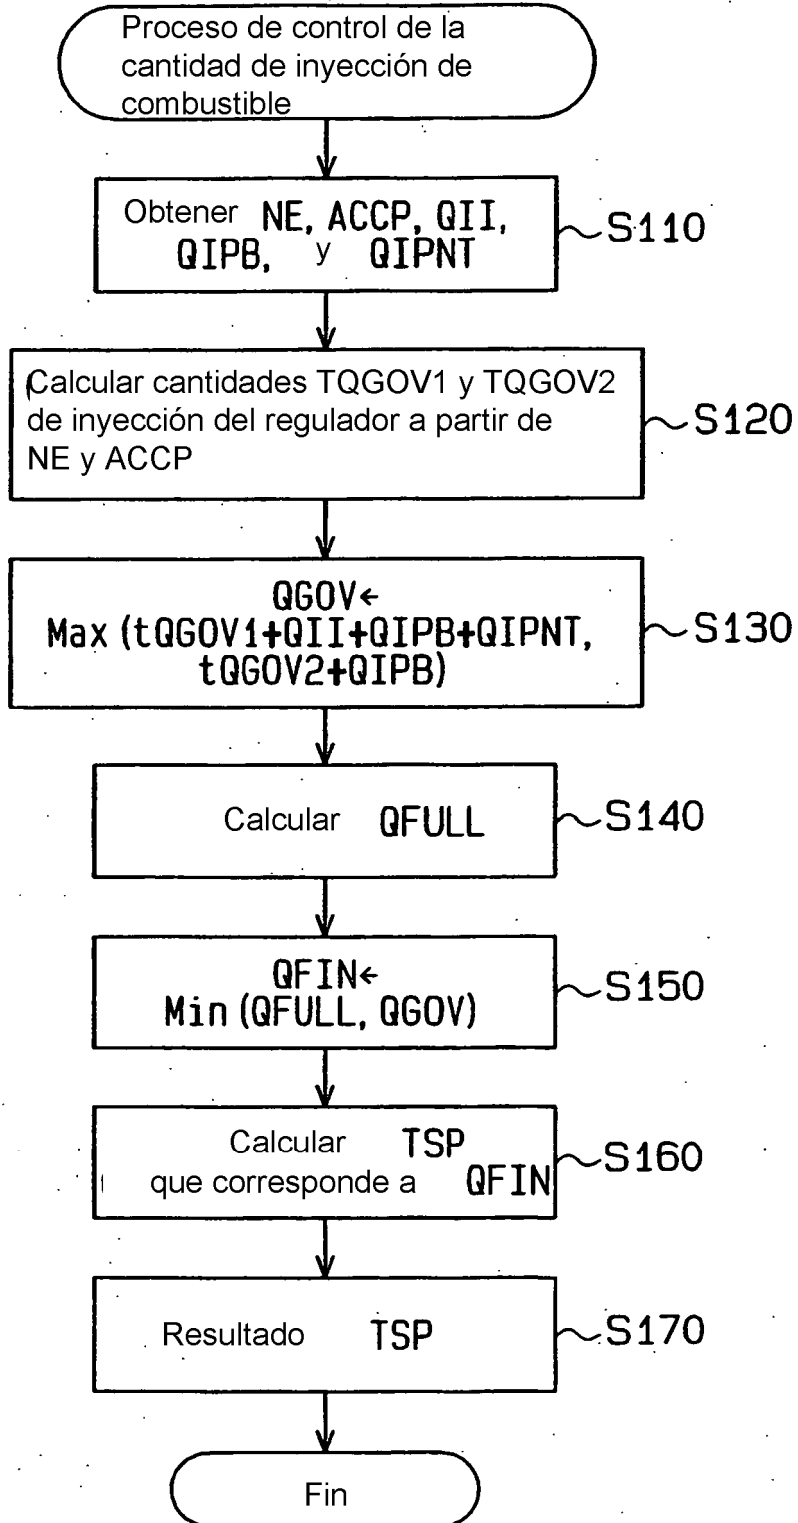 Proceso de control de la
cantidad de inyección de
combustible
Obtener NE, ACCP, QII,
QIPB, y QIPNT
S110
Calcular cantidades TQGOV1 y TQGOV2
de inyección del regulador a partir de
NE y ACCP
S120
QGOV←
Max (tQGOV1+QII+QIPB+QIPNT,
tQGOV2+QIPB)
S130
Calcular QFULL
S140
QFIN←
Min (QFULL, QGOV)
S150
Calcular TSP
que corresponde a QFIN
S160
Resultado TSP
S170
Fin